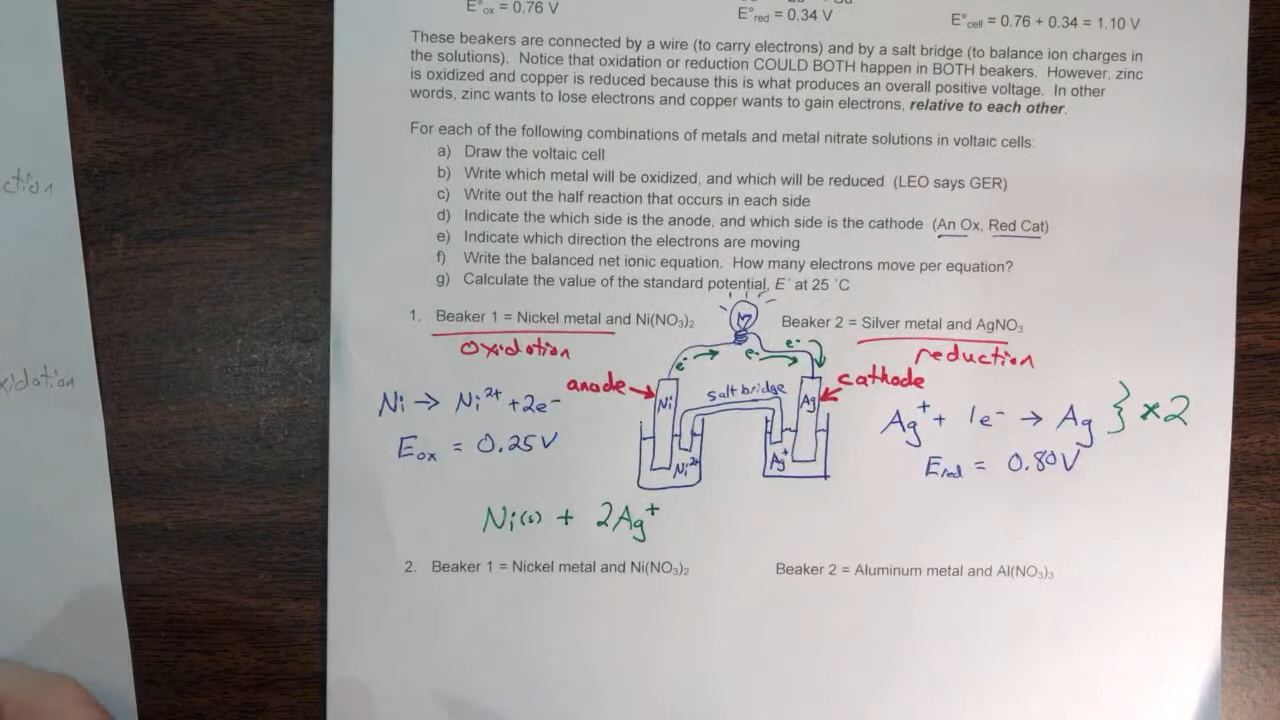 E°ox = 0.76 V
E°red = 0.34 V
E°cell = 0.76 + 0.34 = 1.10 V
These beakers are connected by a wire (to carry electrons) and by a salt bridge (to balance ion charges in
the solutions). Notice that oxidation or reduction COULD BOTH happen in BOTH beakers. However, zinc
is oxidized and copper is reduced because this is what produces an overall positive voltage. In other
words, zinc wants to lose electrons and copper wants to gain electrons, relative to each other.
For each of the following combinations of metals and metal nitrate solutions in voltaic cells:
a) Draw the voltaic cell
b) Write which metal will be oxidized, and which will be reduced (LEO says GER)
c) Write out the half reaction that occurs in each side
d) Indicate the which side is the anode, and which side is the cathode (An Ox, Red Cat)
e) Indicate which direction the electrons are moving
f) Write the balanced net ionic equation. How many electrons move per equation?
g) Calculate the value of the standard potential, E° at 25 °C
1. Beaker 1 = Nickel metal and Ni(NO₃)₂
Beaker 2 = Silver metal and AgNO₃
oxidation
reduction
e⁻ e⁻ e⁻
anode
cathode
Ni
salt bridge
Ag
Ni → Ni²⁺ + 2e⁻
Ag⁺ + 1e⁻ → Ag } ×2
Eox = 0.25V
Ered = 0.80V
Ni²⁺
Ag⁺
Ni(s) + 2Ag⁺
2. Beaker 1 = Nickel metal and Ni(NO₃)₂
Beaker 2 = Aluminum metal and Al(NO₃)₃